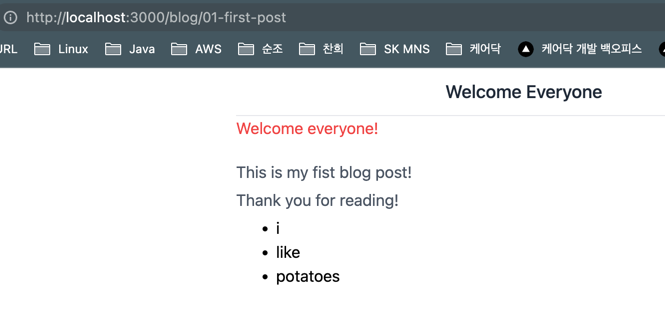 http://localhost:3000/blog/01-first-post
URL Linux Java AWS 순조 찬희 SK MNS 케어닥 케어닥 개발 백오피스
Welcome Everyone
Welcome everyone!
This is my fist blog post!
Thank you for reading!
• i
• like
• potatoes